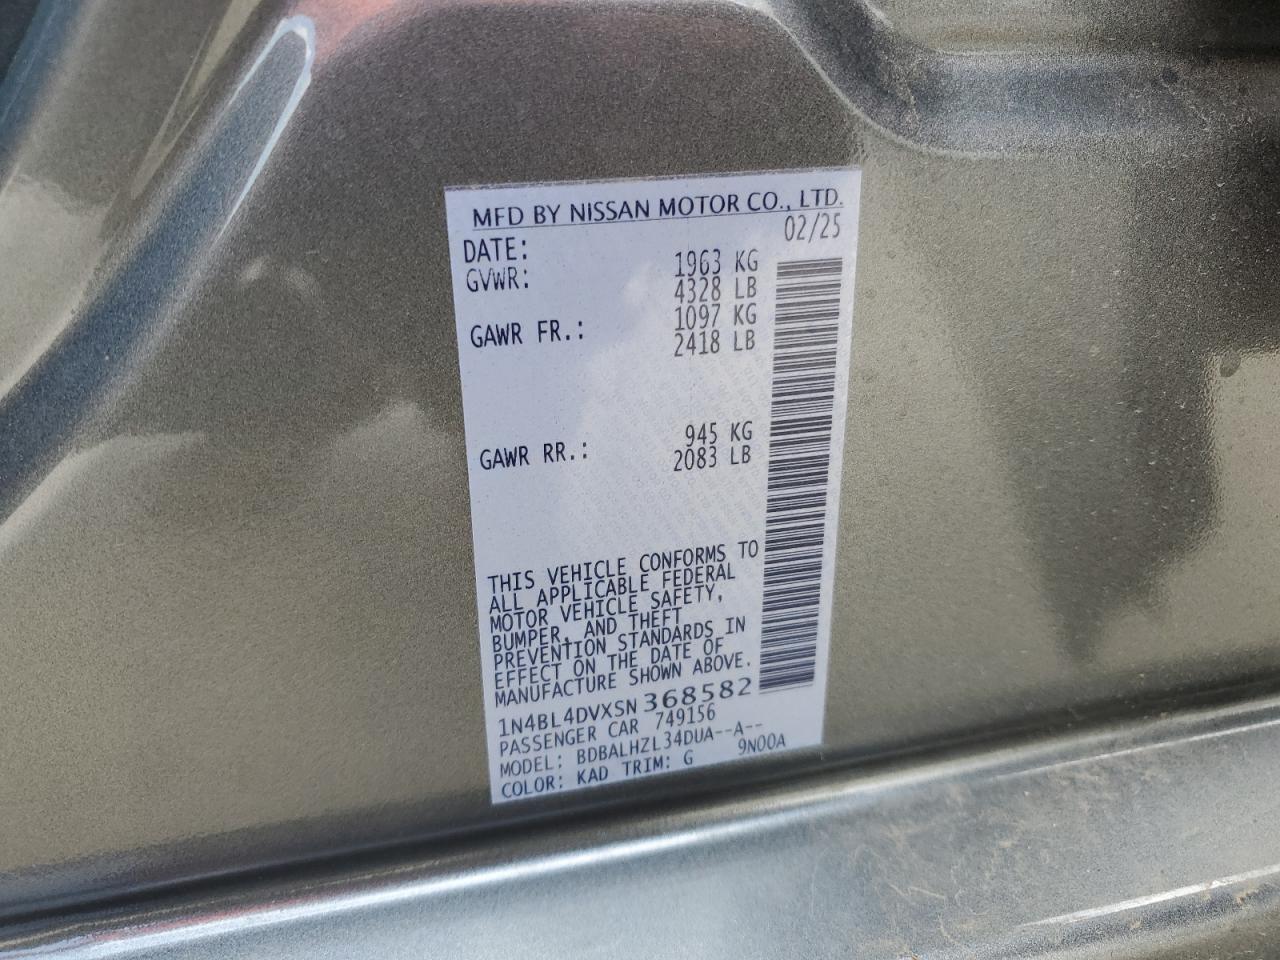 MFD BY NISSAN MOTOR CO., LTD.
DATE: 02/25
GVWR: 1963 KG
4328 LB
GAWR FR.: 1097 KG
2418 LB
GAWR RR.: 945 KG
2083 LB
THIS VEHICLE CONFORMS TO
ALL APPLICABLE FEDERAL
MOTOR VEHICLE SAFETY,
BUMPER, AND THEFT
PREVENTION STANDARDS IN
EFFECT ON THE DATE OF
MANUFACTURE SHOWN ABOVE.
1N4BL4DVXSN368582
PASSENGER CAR 749156
MODEL: BDBALHZL34DUA--A--
COLOR: KAD TRIM: G 9N00A